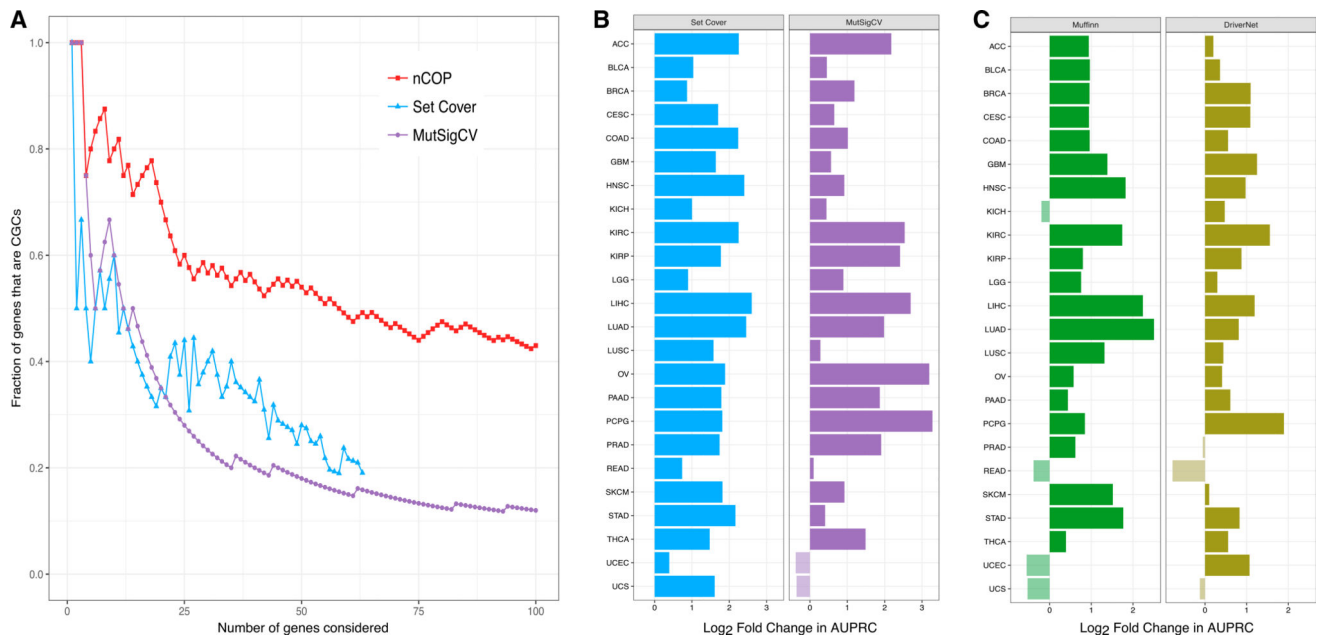 A
1.0
0.8
0.6
0.4
0.2
0.0
Fraction of genes that are CGCs
nCOP
Set Cover
MutSigCV
0
25
50
75
100
Number of genes considered
B
Set Cover
MutSigCV
ACC
BLCA
BRCA
CESC
COAD
GBM
HNSC
KICH
KIRC
KIRP
LGG
LIHC
LUAD
LUSC
OV
PAAD
PCPG
PRAD
READ
SKCM
STAD
THCA
UCEC
UCS
0 1 2 3
0 1 2 3
Log2 Fold Change in AUPRC
C
Muffinn
DriverNet
ACC
BLCA
BRCA
CESC
COAD
GBM
HNSC
KICH
KIRC
KIRP
LGG
LIHC
LUAD
LUSC
OV
PAAD
PCPG
PRAD
READ
SKCM
STAD
THCA
UCEC
UCS
0 1 2
0 1 2
Log2 Fold Change in AUPRC